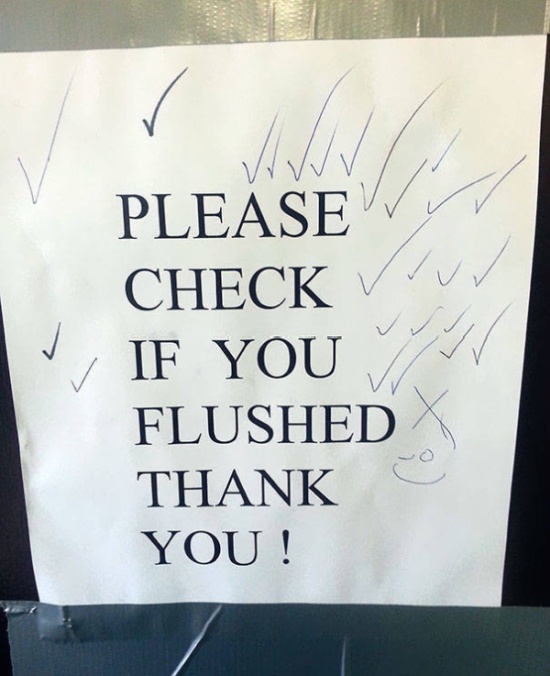 PLEASE
CHECK
IF YOU
FLUSHED
THANK
YOU !